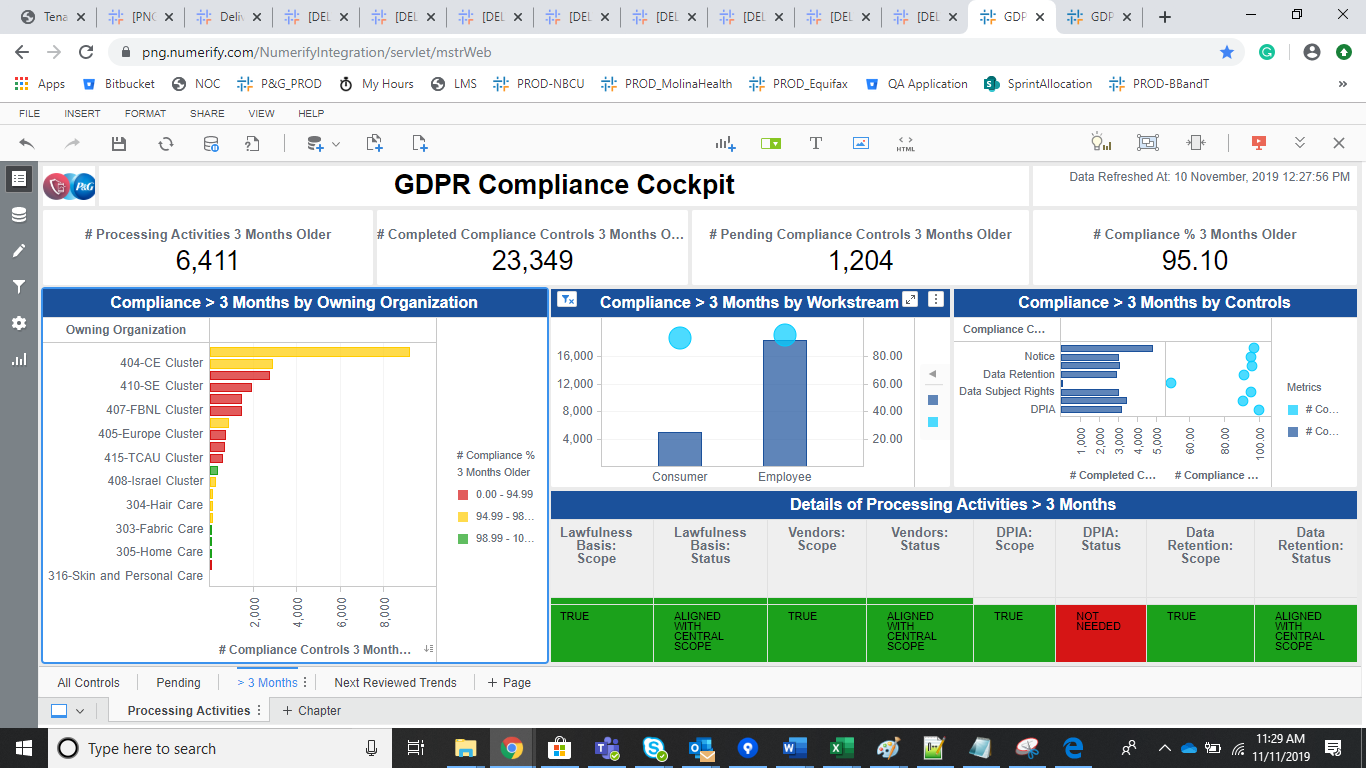 Tena
[PNC
Deliv
[DEL
[DEL
[DEL
[DEL
[DEL
[DEL
[DEL
[DEL
GDP
GDP
png.numerify.com/NumerifyIntegration/servlet/mstrWeb
Apps
Bitbucket
NOC
P&G_PROD
My Hours
LMS
PROD-NBCU
PROD_MolinaHealth
PROD_Equifax
QA Application
SprintAllocation
PROD-BBandT
FILE
INSERT
FORMAT
SHARE
VIEW
HELP
HTML
P&G
GDPR Compliance Cockpit
Data Refreshed At: 10 November, 2019 12:27:56 PM
# Processing Activities 3 Months Older
6,411
# Completed Compliance Controls 3 Months O...
23,349
# Pending Compliance Controls 3 Months Older
1,204
# Compliance % 3 Months Older
95.10
Compliance > 3 Months by Owning Organization
Owning Organization
404-CE Cluster
410-SE Cluster
407-FBNL Cluster
405-Europe Cluster
415-TCAU Cluster
408-Israel Cluster
304-Hair Care
303-Fabric Care
305-Home Care
316-Skin and Personal Care
2,000
4,000
6,000
8,000
# Compliance Controls 3 Month...
# Compliance %
3 Months Older
0.00 - 94.99
94.99 - 98...
98.99 - 10...
Compliance > 3 Months by Workstream
16,000
12,000
8,000
4,000
80.00
60.00
40.00
20.00
Consumer
Employee
Compliance > 3 Months by Controls
Compliance C...
Notice
Data Retention
Data Subject Rights
DPIA
1,000
2,000
3,000
4,000
5,000
60.00
80.00
100.00
# Completed C...
# Compliance ...
Metrics
# Co...
# Co...
Details of Processing Activities > 3 Months
Lawfulness
Basis:
Scope
Lawfulness
Basis:
Status
Vendors:
Scope
Vendors:
Status
DPIA:
Scope
DPIA:
Status
Data
Retention:
Scope
Data
Retention:
Status
TRUE
ALIGNED
WITH
CENTRAL
SCOPE
TRUE
ALIGNED
WITH
CENTRAL
SCOPE
TRUE
NOT
NEEDED
TRUE
ALIGNED
WITH
CENTRAL
SCOPE
All Controls
Pending
> 3 Months
Next Reviewed Trends
+ Page
Processing Activities
+ Chapter
Type here to search
11:29 AM
11/11/2019